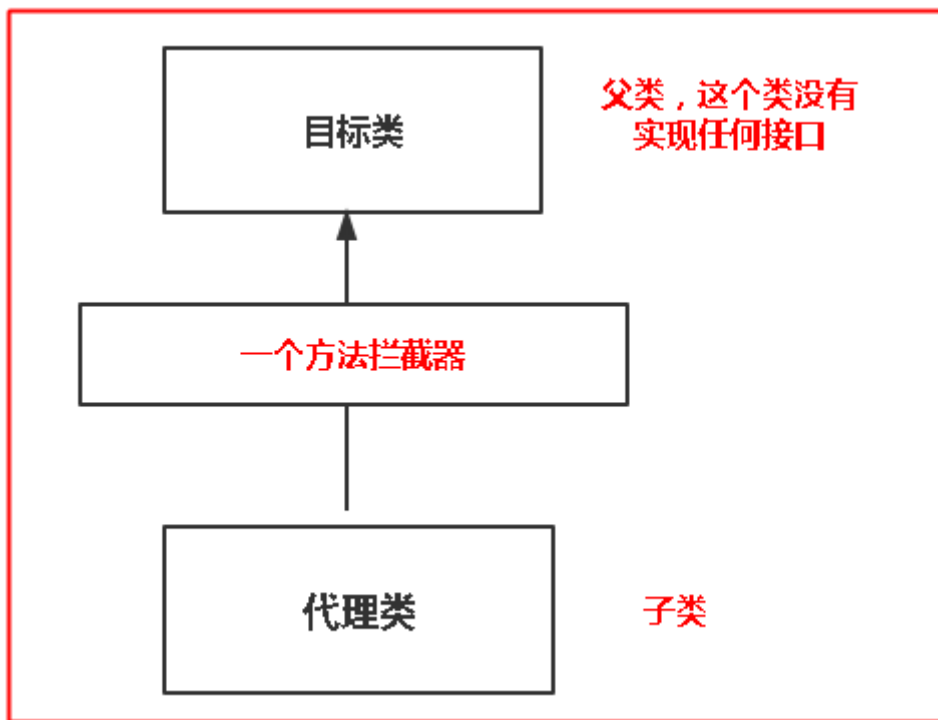 目标类
父类，这个类没有
实现任何接口
一个方法拦截器
代理类
子类